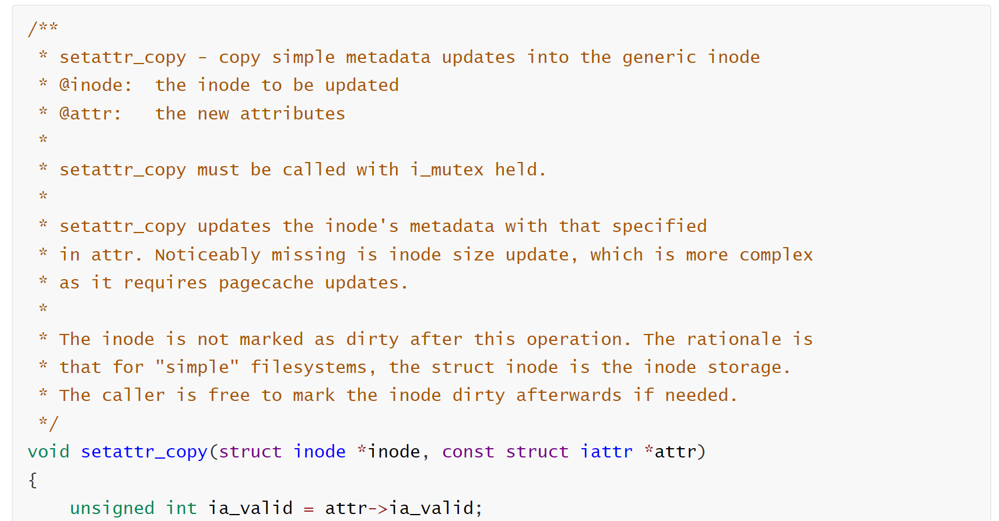 /**
 * setattr_copy - copy simple metadata updates into the generic inode
 * @inode:  the inode to be updated
 * @attr:   the new attributes
 *
 * setattr_copy must be called with i_mutex held.
 *
 * setattr_copy updates the inode's metadata with that specified
 * in attr. Noticeably missing is inode size update, which is more complex
 * as it requires pagecache updates.
 *
 * The inode is not marked as dirty after this operation. The rationale is
 * that for "simple" filesystems, the struct inode is the inode storage.
 * The caller is free to mark the inode dirty afterwards if needed.
 */
void setattr_copy(struct inode *inode, const struct iattr *attr)
{
    unsigned int ia_valid = attr->ia_valid;